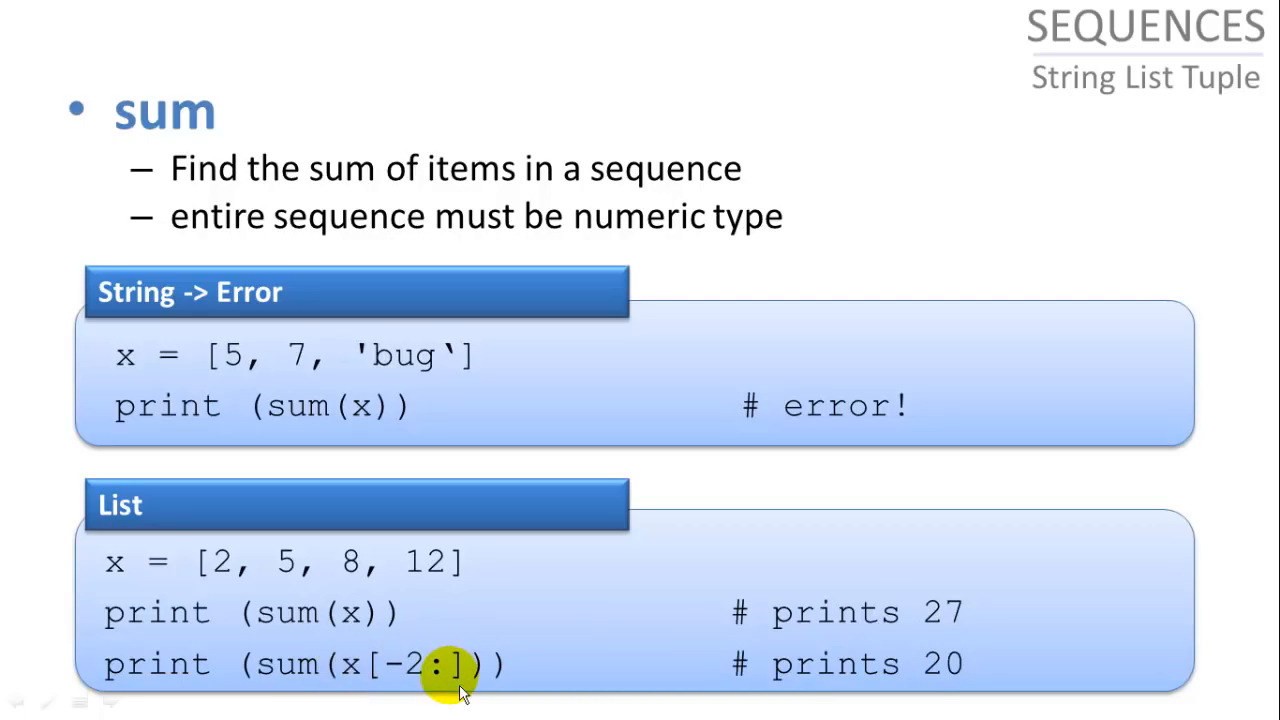 SEQUENCES
String List Tuple
• sum
– Find the sum of items in a sequence
– entire sequence must be numeric type
String -> Error
x = [5, 7, 'bug‘]
print (sum(x)) # error!
List
x = [2, 5, 8, 12]
print (sum(x)) # prints 27
print (sum(x[-2:])) # prints 20